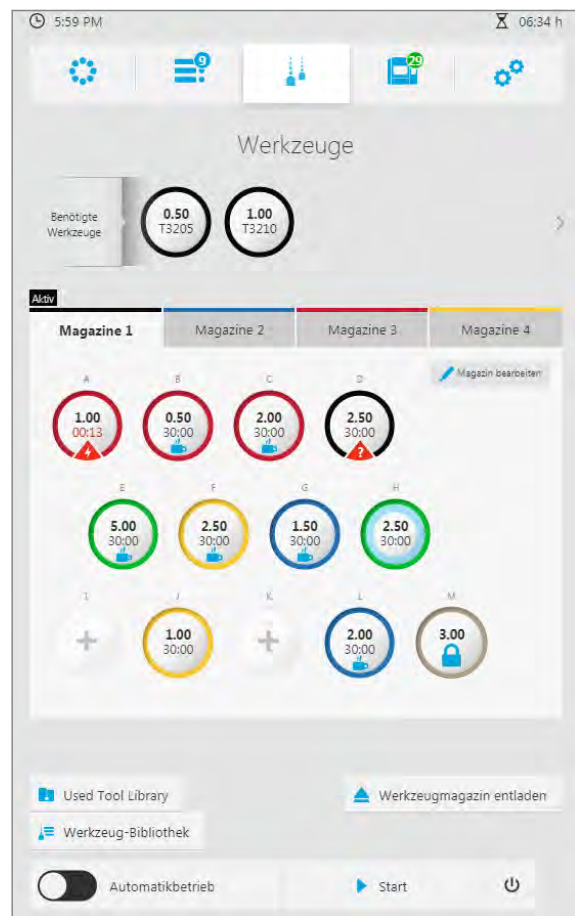 5:59 PM 06:34 h
9 29
Werkzeuge
Benötigte
Werkzeuge
0.50
T3205
1.00
T3210
Aktiv
Magazine 1 Magazine 2 Magazine 3 Magazine 4
Magazin bearbeiten
A B C D
1.00 0.50 2.00 2.50
00:13 30:00 30:00 30:00
?
E F G H
5.00 2.50 1.50 2.50
30:00 30:00 30:00 30:00
I J K L M
1.00 2.00 3.00
30:00 30:00
Used Tool Library Werkzeugmagazin entladen
Werkzeug-Bibliothek
Automatikbetrieb Start